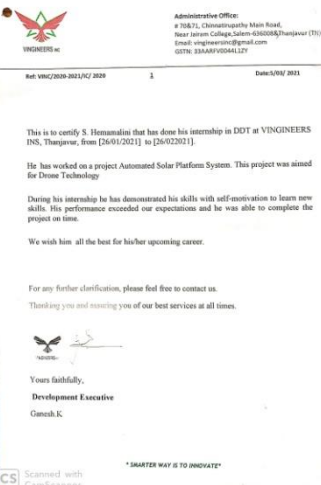 VINGINEERS INC
Administrative Office:
# 70&71, Chinnatirupathy Main Road,
Near Jairam College,Salem-636008&Thanjavur (TN)
Email: vingineersinc@gmail.com
GSTN: 33AARFV0044L1ZY
Ref: VINC/2020-2021/IC/ 2020
1
Date:5/03/ 2021
This is to certify S. Hemamalini that has done his internship in DDT at VINGINEERS
INS, Thanjavur, from [26/01/2021] to [26/022021].
He has worked on a project Automated Solar Platform System. This project was aimed
for Drone Technology
During his internship he has demonstrated his skills with self-motivation to learn new
skills. His performance exceeded our expectations and he was able to complete the
project on time.
We wish him all the best for his/her upcoming career.
For any further clarification, please feel free to contact us.
Thanking you and assuring you of our best services at all times.
Yours faithfully,
Development Executive
Ganesh.K
" SMARTER WAY IS TO INNOVATE"
CS Scanned with
CamScanner